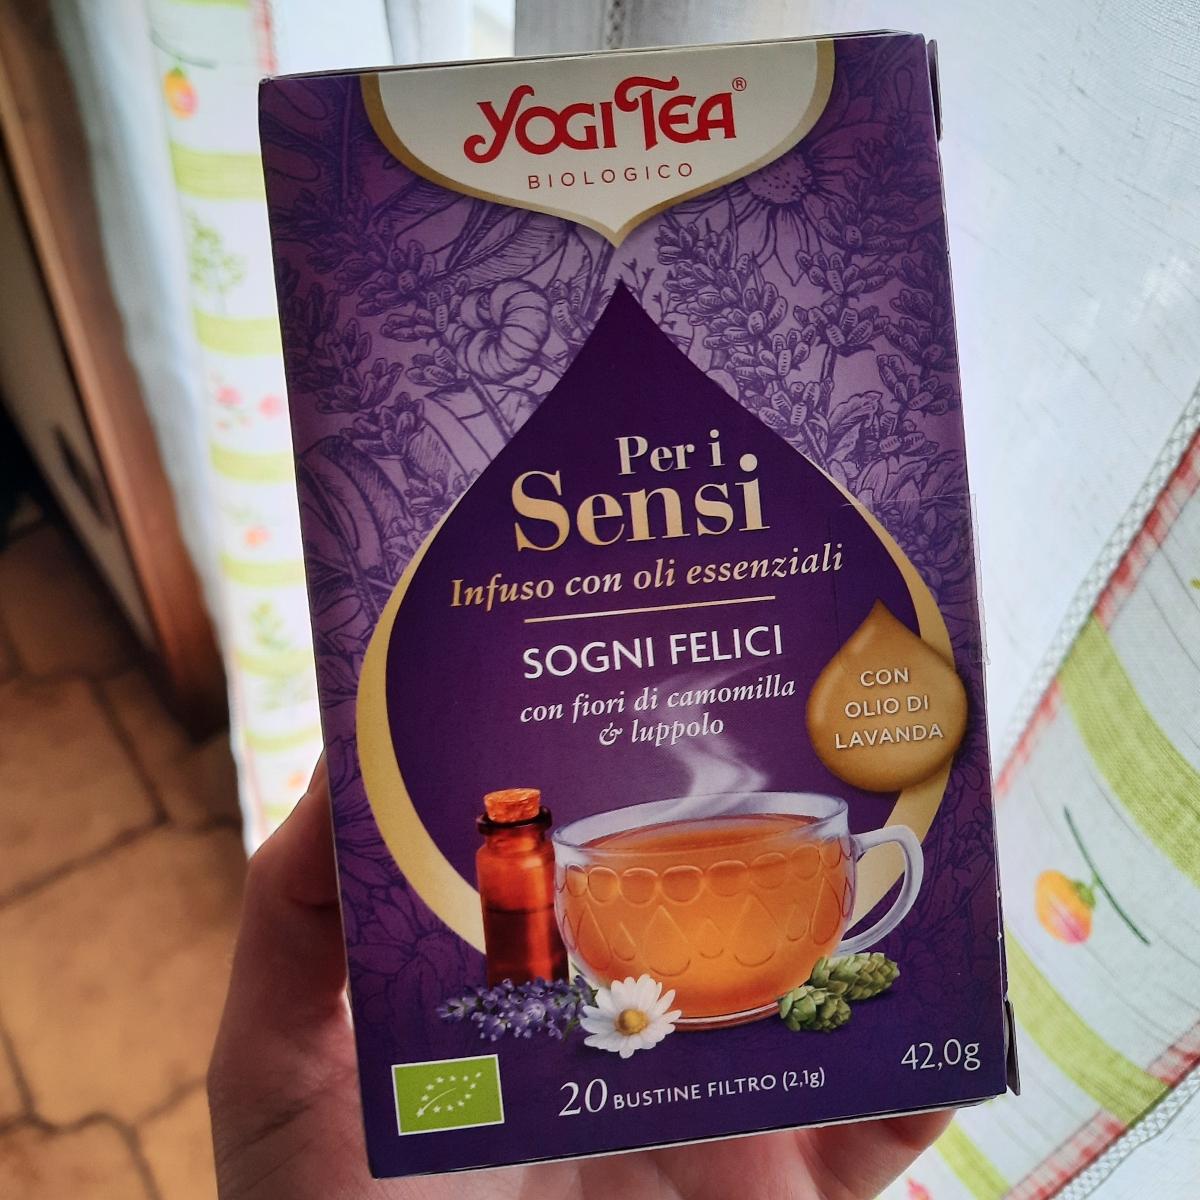 YOGI TEA®
BIOLOGICO
Per i
Sensi
Infuso con oli essenziali
SOGNI FELICI
con fiori di camomilla
& luppolo
CON
OLIO DI
LAVANDA
20 BUSTINE FILTRO (2,1g)
42,0g